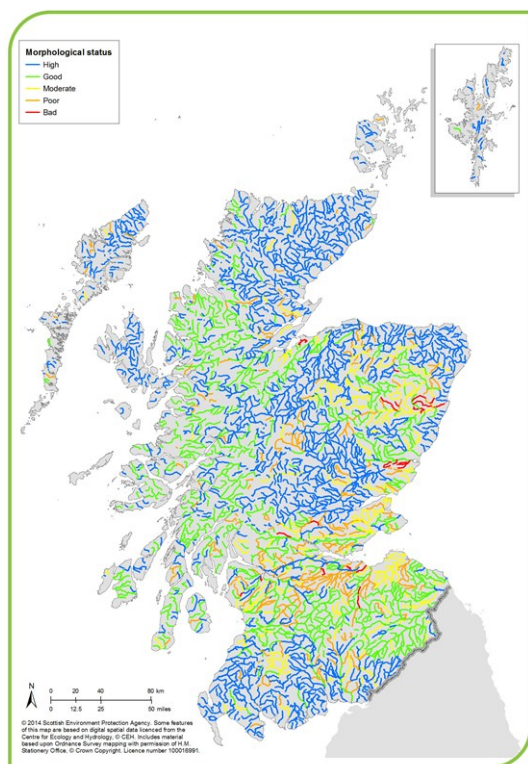 Morphological status
High
Good
Moderate
Poor
Bad
N
0 20 40 80 km
0 12.5 25 50 miles
© 2014 Scottish Environment Protection Agency. Some features
of this map are based on digital spatial data licenced from the
Centre for Ecology and Hydrology, © CEH. Includes material
based upon Ordnance Survey mapping with permission of H.M.
Stationery Office, © Crown Copyright. Licence number 100016991.